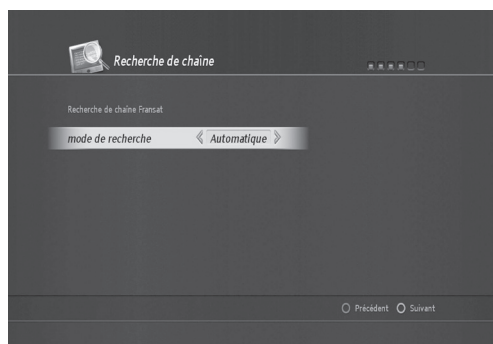 Recherche de chaîne
Recherche de chaîne Fransat
mode de recherche Automatique
Précédent Suivant